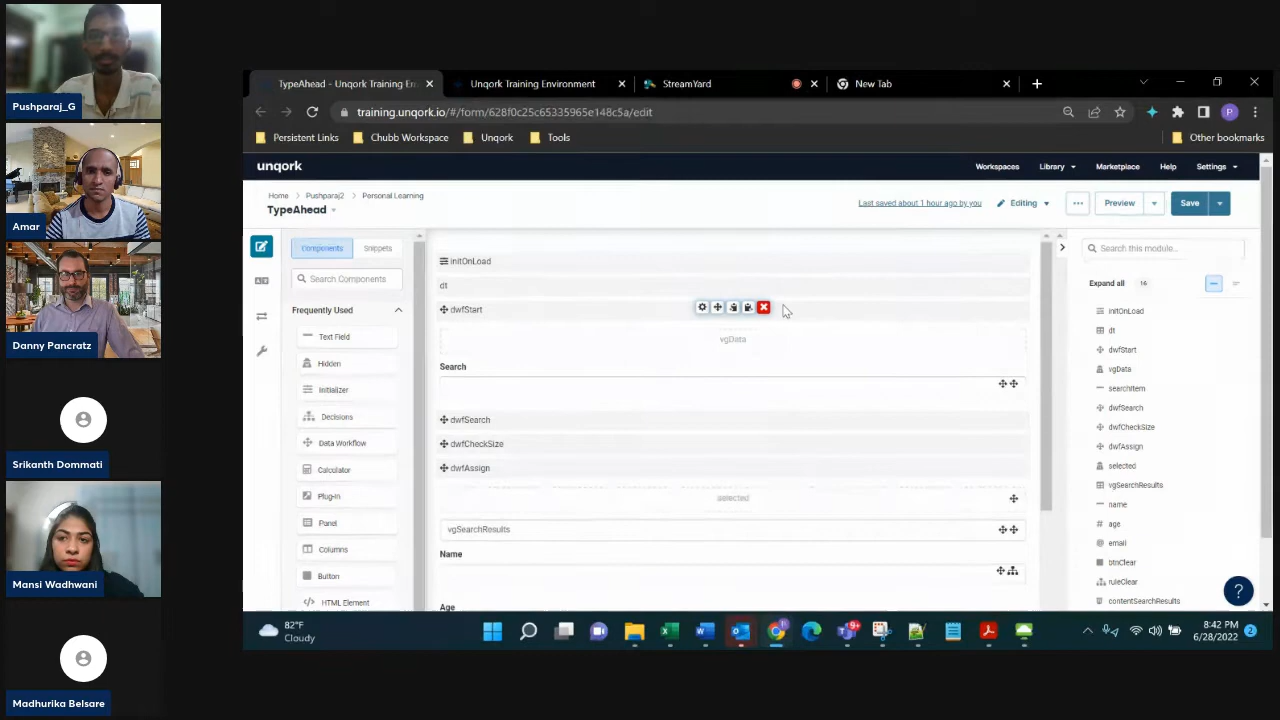 Pushparaj_G
Amar
Danny Pancratz
Srikanth Dommati
Mansi Wadhwani
Madhurika Belsare
TypeAhead - Unqork Training En
Unqork Training Environment
StreamYard
New Tab
training.unqork.io/#/form/628f0c25c65335965e148c5a/edit
P
Persistent Links
Chubb Workspace
Unqork
Tools
Other bookmarks
unqork
Workspaces
Library
Marketplace
Help
Settings
Home > Pushparaj2 > Personal Learning
TypeAhead
Last saved about 1 hour ago by you
Editing
Preview
Save
Components
Snippets
Search Components
Frequently Used
Text Field
Hidden
Initializer
Decisions
Data Workflow
Calculator
Plug-In
Panel
Columns
Button
HTML Element
initOnLoad
dt
dwfStart
vgData
Search
dwfSearch
dwfCheckSize
dwfAssign
selected
vgSearchResults
Name
Age
Search this module...
Expand all 16
initOnLoad
dt
dwfStart
vgData
searchItem
dwfSearch
dwfCheckSize
dwfAssign
selected
vgSearchResults
name
age
email
btnClear
ruleClear
contentSearchResults
?
82°F
Cloudy
9+
8:42 PM
6/28/2022
2